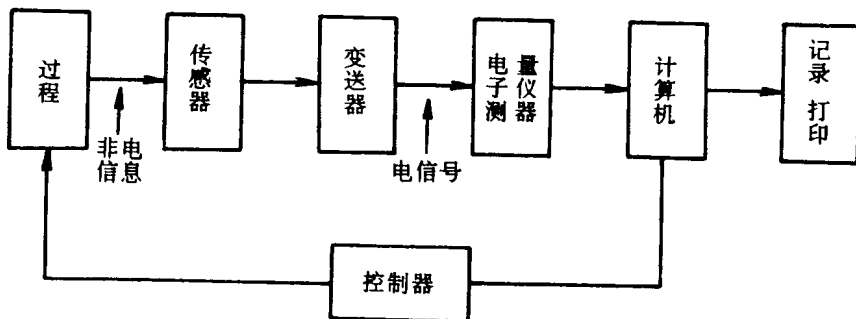 过程
传感器
变送器
电子测
量仪器
计算机
记录
打印
非电
信息
电信号
控制器